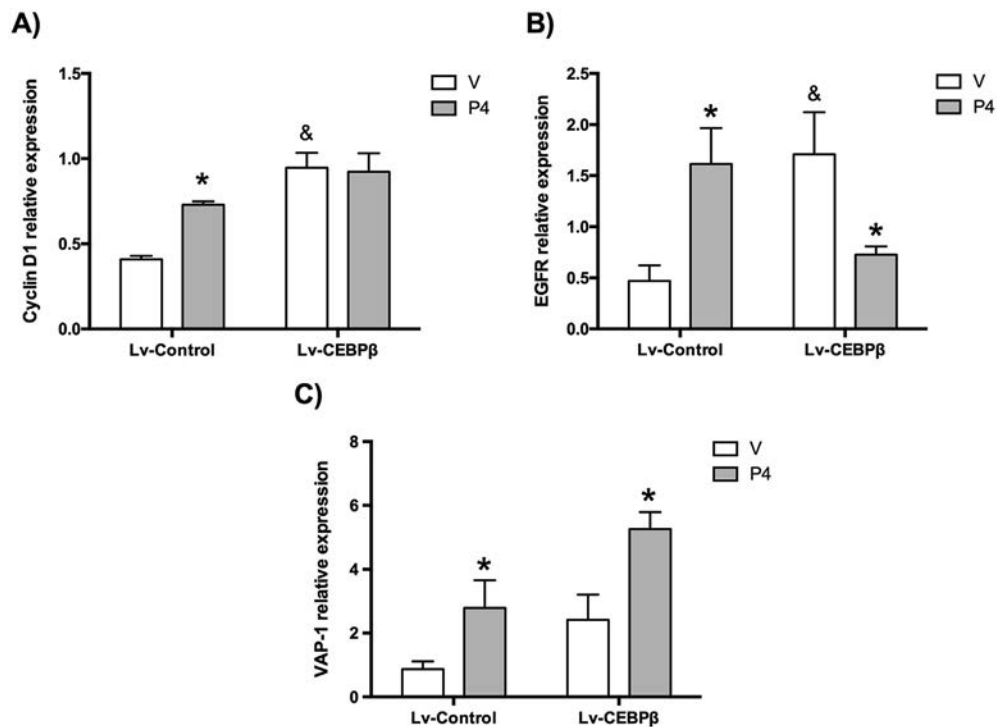 A)
Cyclin D1 relative expression
1.5
1.0
0.5
0.0
*
&
Lv-Control
Lv-CEBPβ
V
P4
B)
EGFR relative expression
2.5
2.0
1.5
1.0
0.5
0.0
*
&
*
Lv-Control
Lv-CEBPβ
V
P4
C)
VAP-1 relative expression
8
6
4
2
0
*
*
Lv-Control
Lv-CEBPβ
V
P4